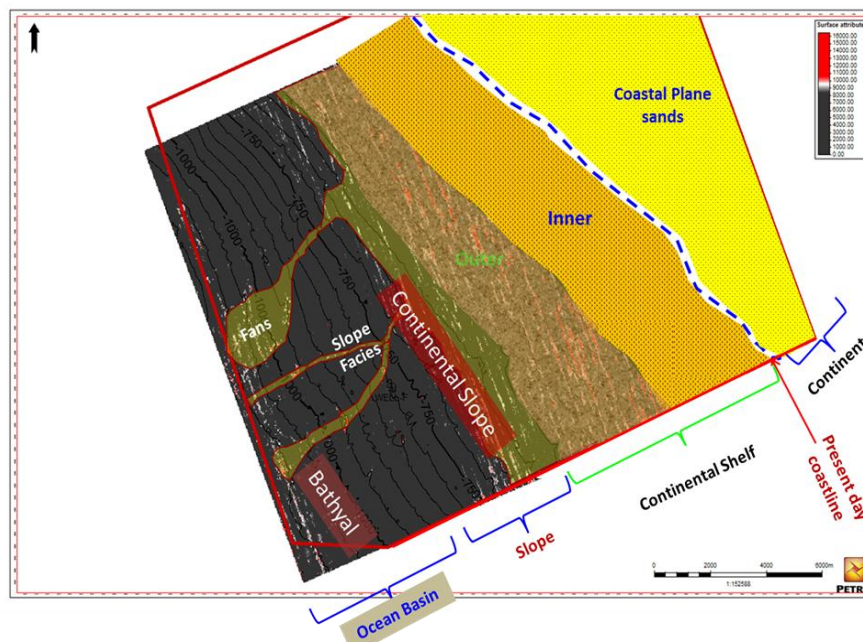 Surface attribute
16000.00
15000.00
14000.00
13000.00
12000.00
11000.00
10000.00
9000.00
8000.00
7000.00
6000.00
5000.00
4000.00
3000.00
2000.00
1000.00
0.00
Coastal Plane
sands
Inner
Outer
-1000
-750
-1000
-750
-1000
-750
-750
-1000
-750
Fans
Slope
Facies
Continental Slope
Bathyal
Continent
Present day
coastline
Continental Shelf
Slope
Ocean Basin
0 2000 4000 6000m
1:152588
PETR